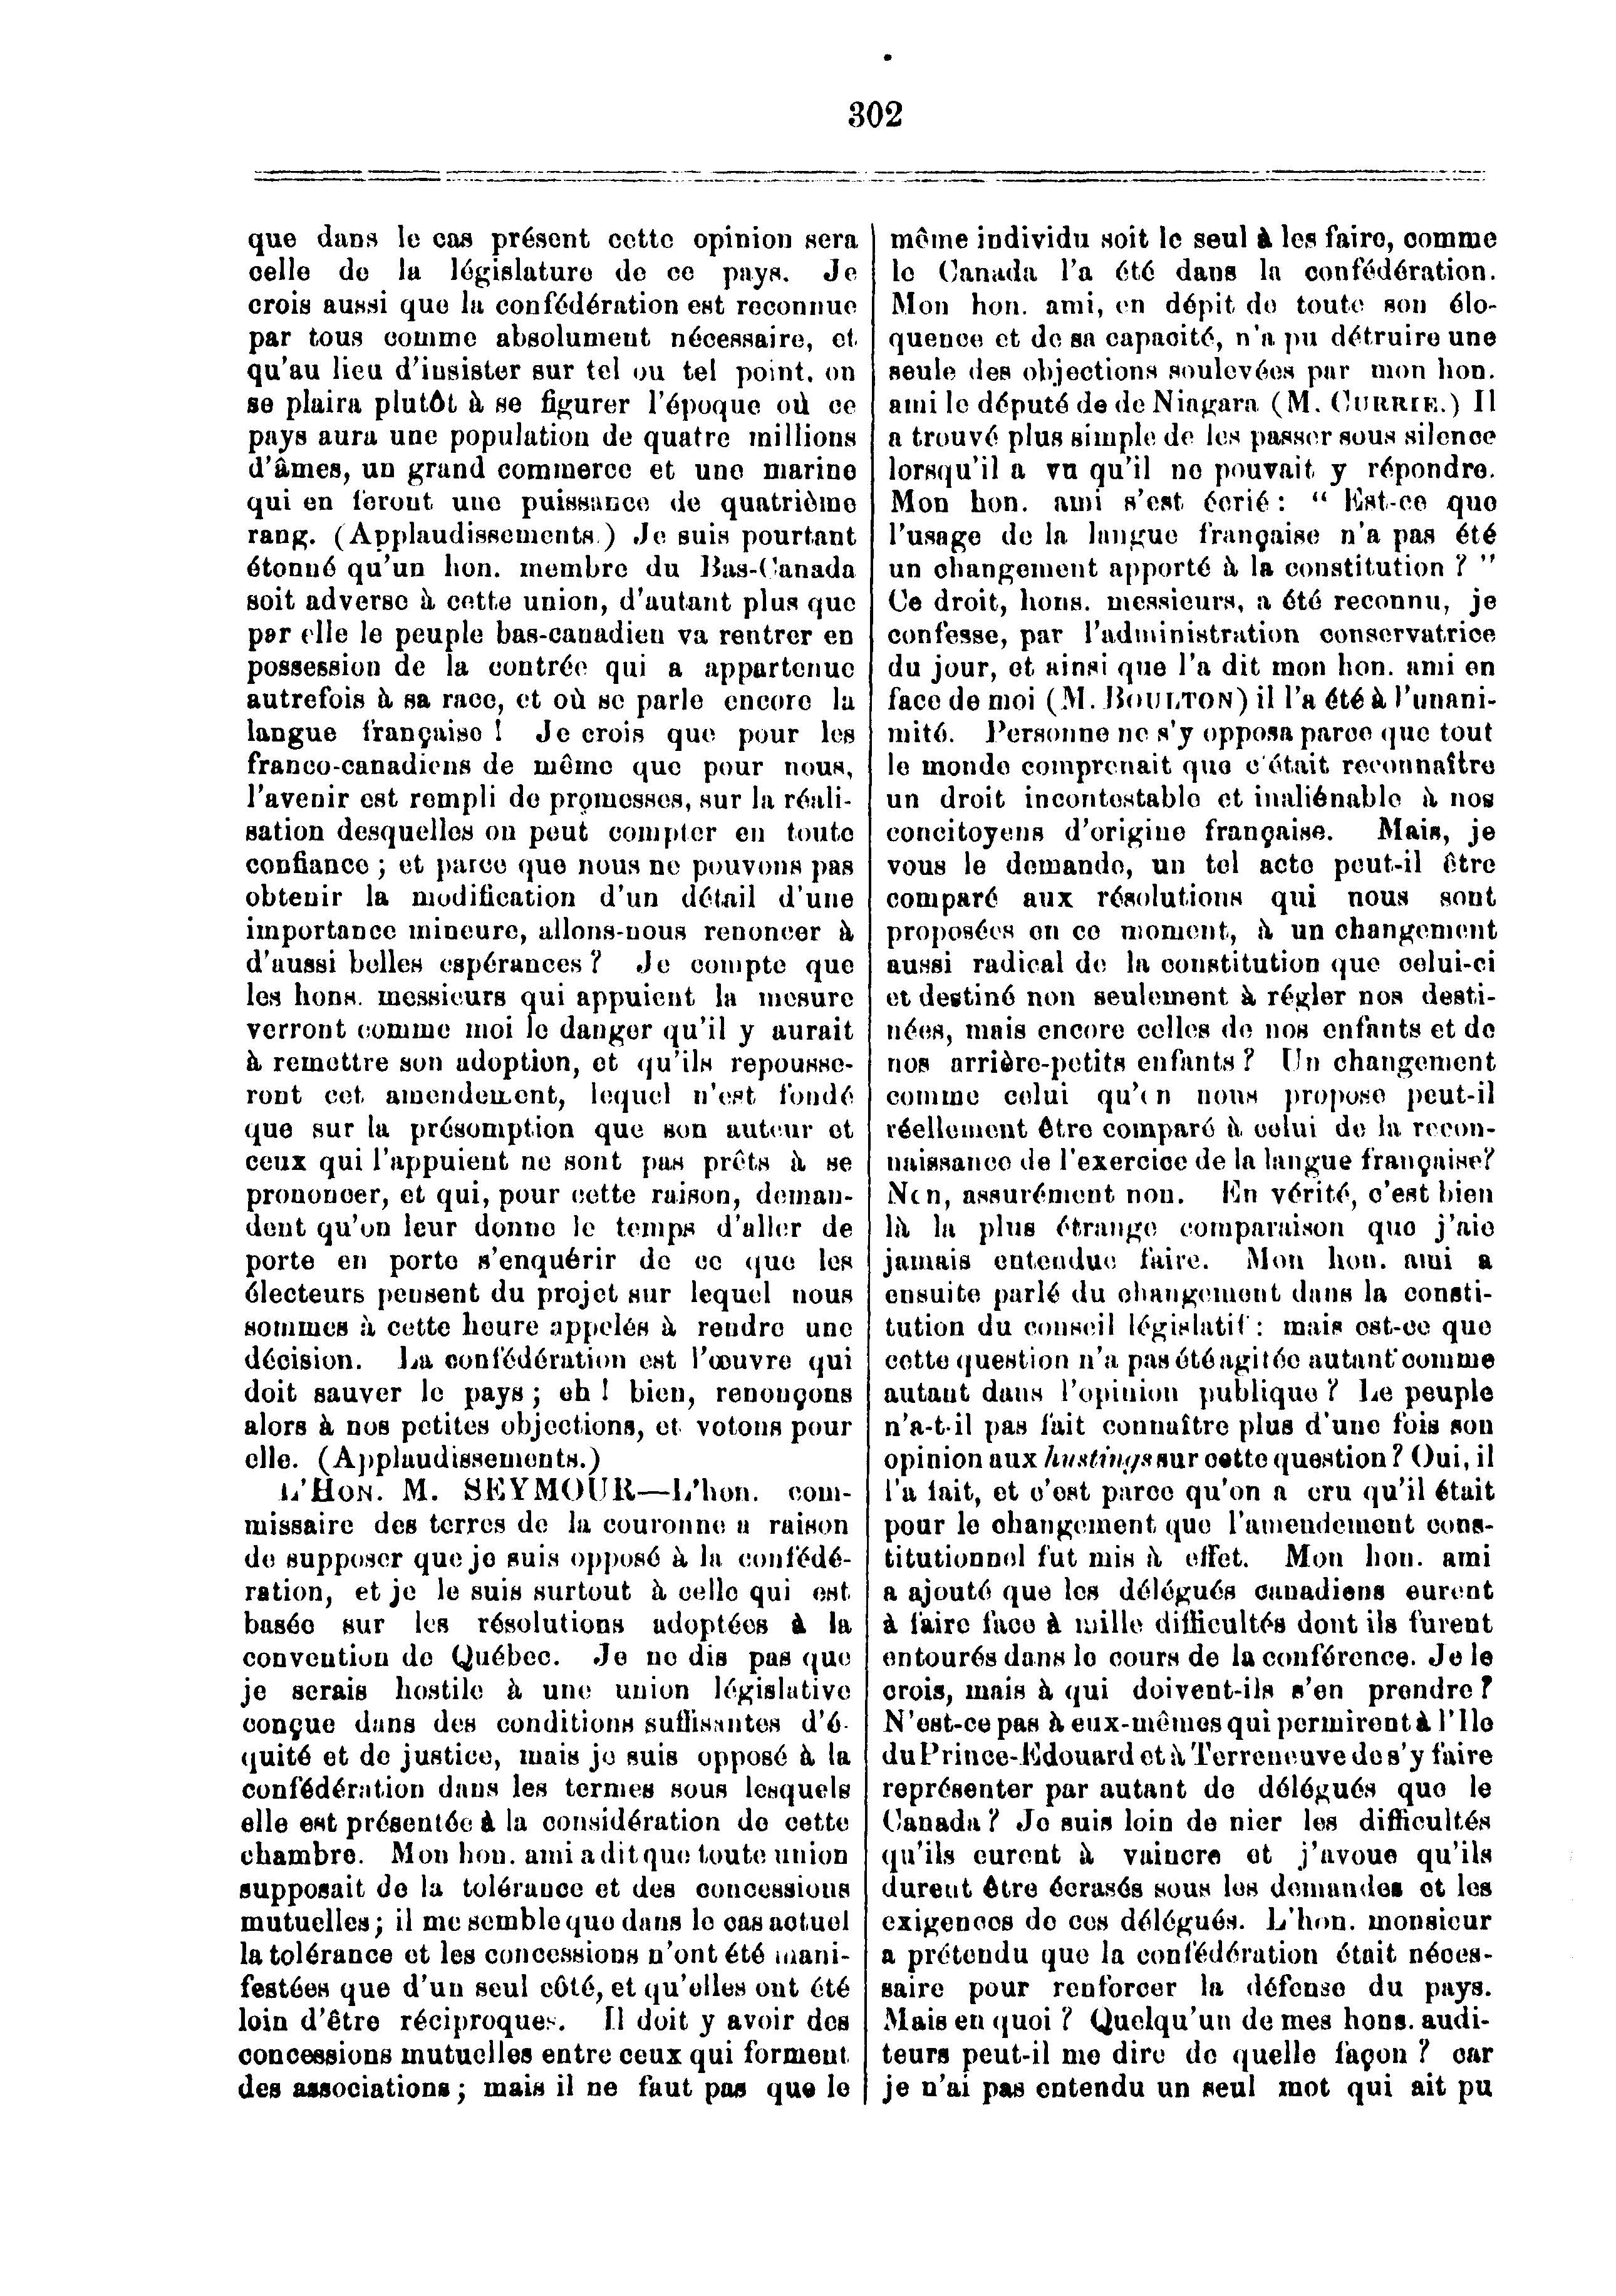 302
que dans le cas présent cette opinion sera
celle de la législature de ce pays. Je
crois aussi que la confédération est reconnue
par tous comme absolument nécessaire, et
qu'au lieu d'insister sur tel ou tel point, on
se plaira plutôt à se figurer l'époque où ce
pays aura une population de quatre millions
d'âmes, un grand commerce et une marine
qui en feront une puissance de quatrième
rang. (Applaudissements.) Je suis pourtant
étonné qu'un hon. membre du Bas-Canada
soit adverse à cette union, d'autant plus que
par elle le peuple bas-canadien va rentrer en
possession de la contrée qui a appartenue
autrefois à sa race, et où se parle encore la
langue française ! Je crois que pour les
franco-canadiens de même que pour nous,
l'avenir est rempli de promesses, sur la réali-
sation desquelles on peut compter en toute
confiance ; et parce que nous ne pouvons pas
obtenir la modification d'un détail d'une
importance mineure, allons-nous renoncer à
d'aussi belles espérances ? Je compte que
les hons. messieurs qui appuient la mesure
verront comme moi le danger qu'il y aurait
à remettre son adoption, et qu'ils repousse-
ront cet amendement, lequel n'est fondé
que sur la présomption que son auteur et
ceux qui l'appuient ne sont pas prêts à se
prononcer, et qui, pour cette raison, deman-
dent qu'on leur donne le temps d'aller de
porte en porte s'enquérir de ce que les
électeurs pensent du projet sur lequel nous
sommes à cette heure appelés à rendre une
décision. La confédération est l'œuvre qui
doit sauver le pays ; eh ! bien, renonçons
alors à nos petites objections, et votons pour
elle. (Applaudissements.)
L'HON. M. SEYMOUR—L'hon. com-
missaire des terres de la couronne a raison
de supposer que je suis opposé à la confédé-
ration, et je le suis surtout à celle qui est
basée sur les résolutions adoptées à la
convention de Québec. Je ne dis pas que
je serais hostile à une union législative
conçue dans des conditions suffisantes d'é-
quité et de justice, mais je suis opposé à la
confédération dans les termes sous lesquels
elle est présentée à la considération de cette
chambre. Mon hon. ami a dit que toute union
supposait de la tolérance et des concessions
mutuelles; il me semble que dans le cas actuel
la tolérance et les concessions n'ont été mani-
festées que d'un seul côté, et qu'elles ont été
loin d'être réciproques. Il doit y avoir des
concessions mutuelles entre ceux qui forment
des associations ; mais il ne faut pas que le
même individu soit le seul à les faire, comme
le Canada l'a été dans la confédération.
Mon hon. ami, en dépit de toute son élo-
quence et de sa capacité, n'a pu détruire une
seule des objections soulevées par mon hon.
ami le député de de Niagara (M. CURRIE.) Il
a trouvé plus simple de les passer sous silence
lorsqu'il a vu qu'il ne pouvait y répondre.
Mon hon. ami s'est écrié : " Est-ce que
l'usage de la langue française n'a pas été
un changement apporté à la constitution ? "
Ce droit, hons. messieurs, a été reconnu, je
confesse, par l'administration conservatrice
du jour, et ainsi que l'a dit mon hon. ami en
face de moi (M. BOULTON) il l'a été à l'unani-
mité. Personne ne s'y opposa parce que tout
le monde comprenait que c'était reconnaître
un droit incontestable et inaliénable à nos
concitoyens d'origine française. Mais, je
vous le demande, un tel acte peut-il être
comparé aux résolutions qui nous sont
proposées en ce moment, à un changement
aussi radical de la constitution que celui-ci
et destiné non seulement à régler nos desti-
nées, mais encore celles de nos enfants et de
nos arrière-petits enfants ? Un changement
comme celui qu'on nous propose peut-il
réellement être comparé à celui de la recon-
naissance de l'exercice de la langue française?
Non, assurément non. En vérité, c'est bien
là la plus étrange comparaison que j'aie
jamais entendue faire. Mon hon. ami a
ensuite parlé du changement dans la consti-
tution du conseil législatif : mais est-ce que
cette question n'a pas été agitée autant comme
autant dans l'opinion publique ? Le peuple
n'a-t-il pas fait connaître plus d'une fois son
opinion aux hustings sur cette question ? Oui, il
l'a fait, et c'est parce qu'on a cru qu'il était
pour le changement que l'amendement cons-
titutionnel fut mis à effet. Mon hon. ami
a ajouté que les délégués canadiens eurent
à faire face à mille difficultés dont ils furent
entourés dans le cours de la conférence. Je le
crois, mais à qui doivent-ils s'en prendre ?
N'est-ce pas à eux-mêmes qui permirent à l'Ile
du Prince-Edouard et à Terreneuve de s'y faire
représenter par autant de délégués que le
Canada ? Je suis loin de nier les difficultés
qu'ils eurent à vaincre et j'avoue qu'ils
durent être écrasés sous les demandes et les
exigences de ces délégués. L'hon. monsieur
a prétendu que la confédération était néces-
saire pour renforcer la défense du pays.
Mais en quoi ? Quelqu'un de mes hons. audi-
teurs peut-il me dire de quelle façon ? car
je n'ai pas entendu un seul mot qui ait pu